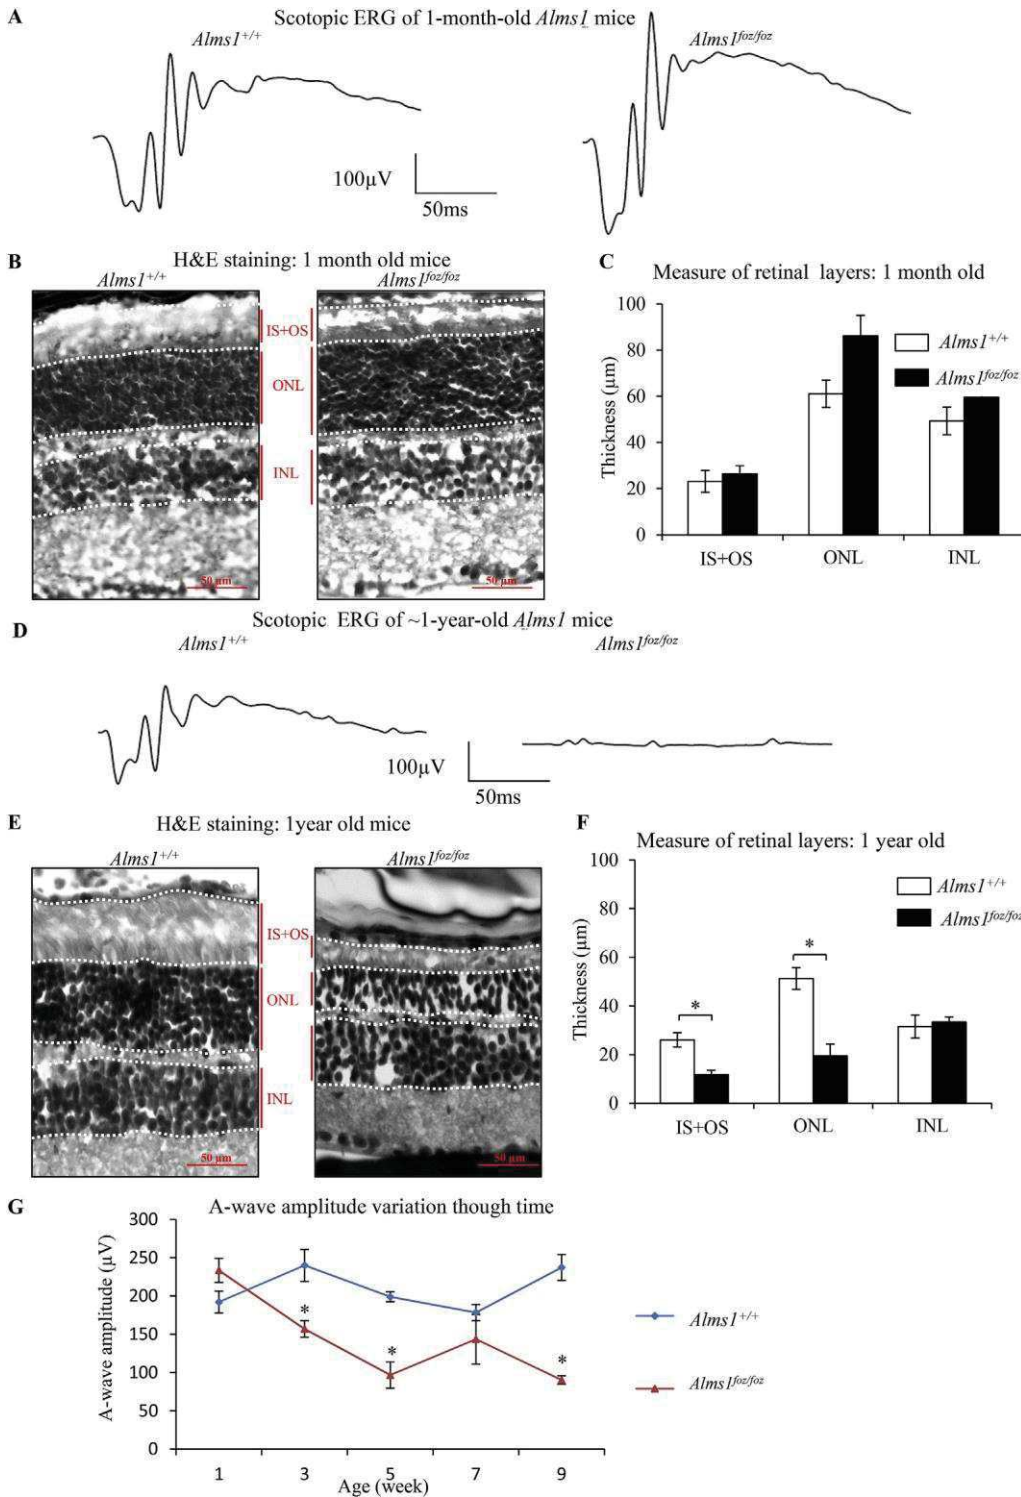 A
Scotopic ERG of 1-month-old Alms1 mice
Alms1+/+
Alms1foz/foz
100µV
50ms
B
H&E staining: 1 month old mice
Alms1+/+
Alms1foz/foz
IS+OS
ONL
INL
50 µm
50 µm
C
Measure of retinal layers: 1 month old
Thickness (µm)
100
80
60
40
20
0
Alms1+/+
Alms1foz/foz
IS+OS
ONL
INL
D
Scotopic ERG of ~1-year-old Alms1 mice
Alms1+/+
Alms1foz/foz
100µV
50ms
E
H&E staining: 1year old mice
Alms1+/+
Alms1foz/foz
IS+OS
ONL
INL
50 µm
50 µm
F
Measure of retinal layers: 1 year old
Thickness (µm)
100
80
60
40
20
0
Alms1+/+
Alms1foz/foz
*
*
IS+OS
ONL
INL
G
A-wave amplitude variation though time
A-wave amplitude (µV)
300
250
200
150
100
50
0
*
*
*
1
3
5
7
9
Age (week)
Alms1+/+
Alms1foz/foz